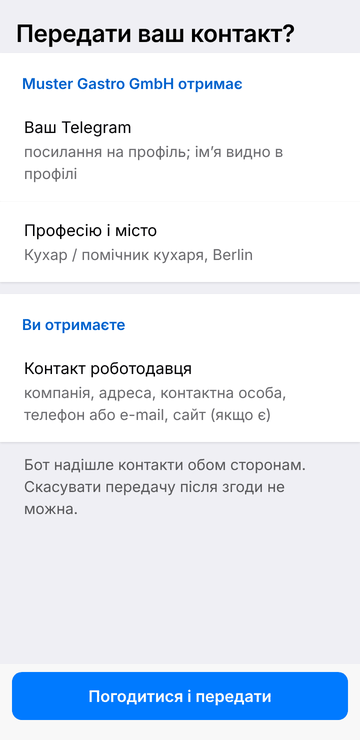 Передати ваш контакт?
Muster Gastro GmbH отримає
Ваш Telegram
посилання на профіль; ім’я видно в
профілі
Професію і місто
Кухар / помічник кухаря, Berlin
Ви отримаєте
Контакт роботодавця
компанія, адреса, контактна особа,
телефон або e-mail, сайт (якщо є)
Бот надішле контакти обом сторонам.
Скасувати передачу після згоди не
можна.
Погодитися і передати